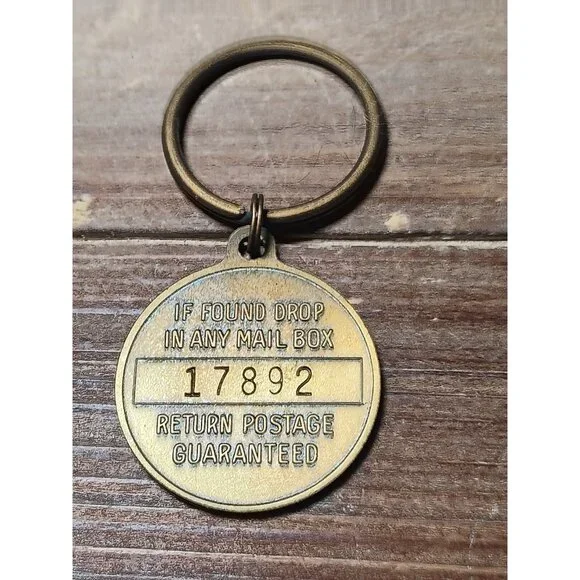 IF FOUND DROP
IN ANY MAIL BOX
17892
RETURN POSTAGE
GUARANTEED